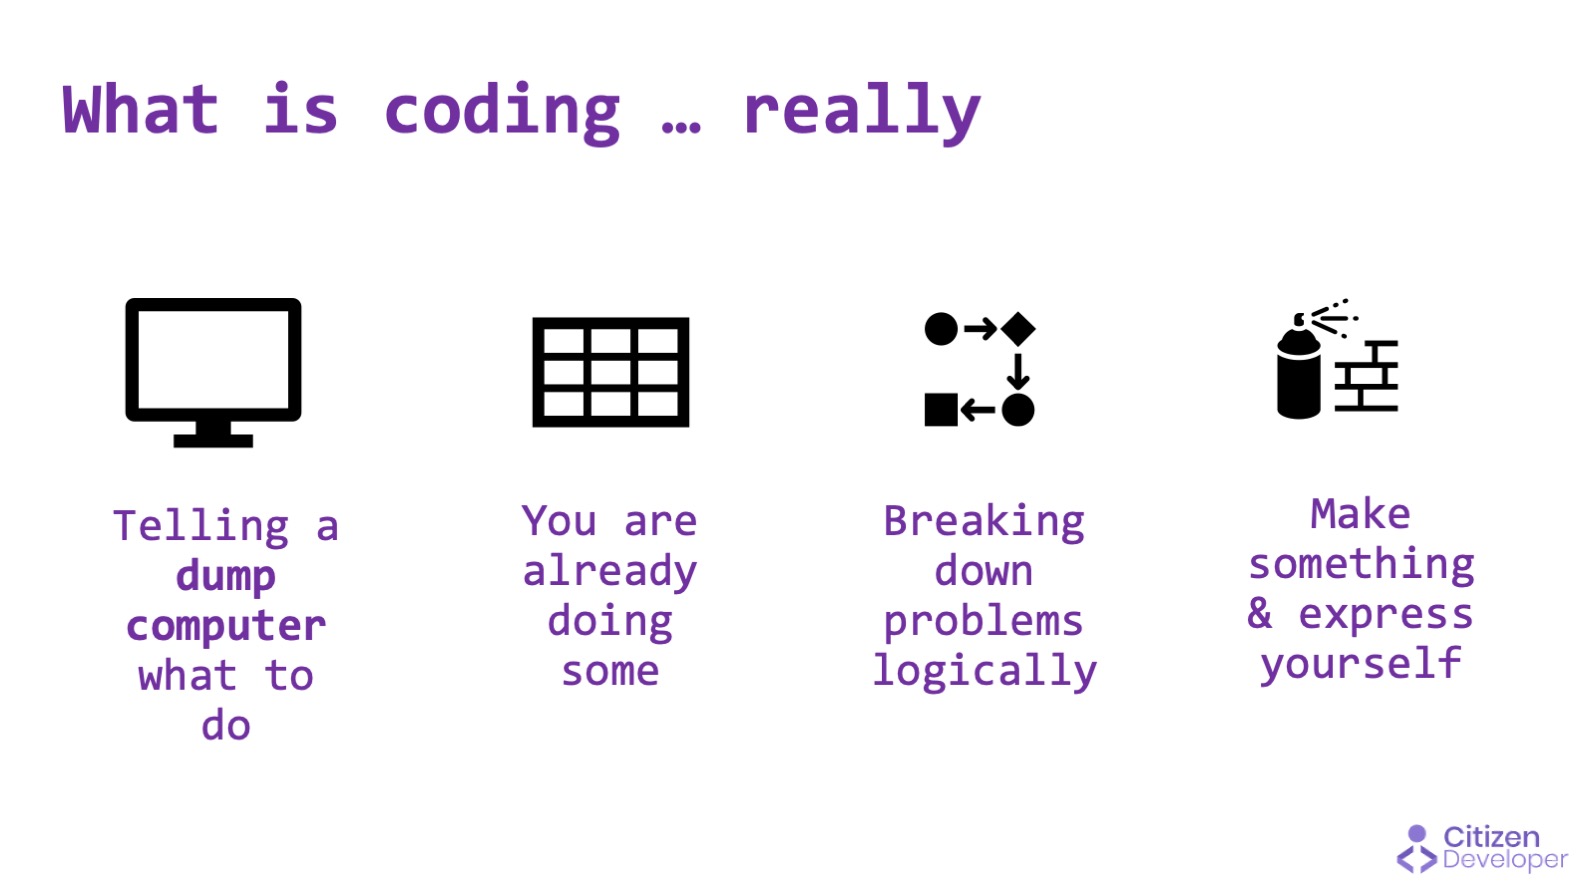 What is coding … really
Telling a
dump
computer
what to
do
You are
already
doing
some
Breaking
down
problems
logically
Make
something
& express
yourself
Citizen
Developer